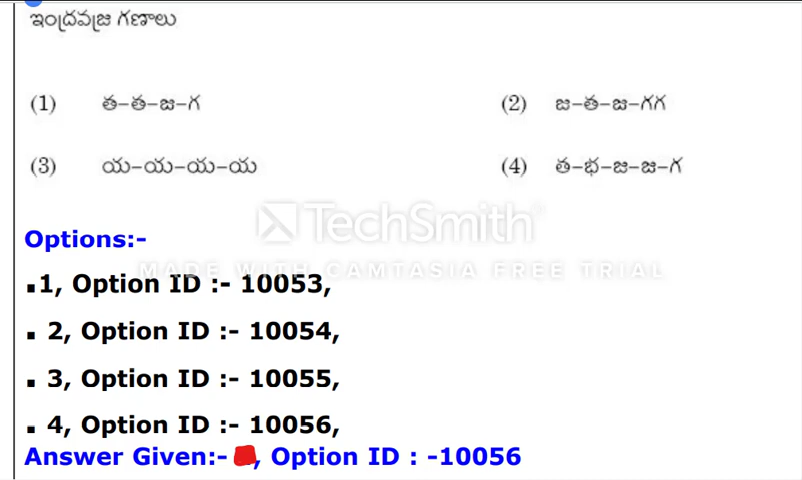 ఇంద్రవజ్ర గణాలు
(1) త–త–జ–గ (2) జ–త–జ–గగ
(3) య–య–య–య (4) త–భ–జ–జ–గ
TechSmith
MADE WITH CAMTASIA FREE TRIAL
Options:-
1, Option ID :- 10053,
2, Option ID :- 10054,
3, Option ID :- 10055,
4, Option ID :- 10056,
Answer Given:- , Option ID : -10056